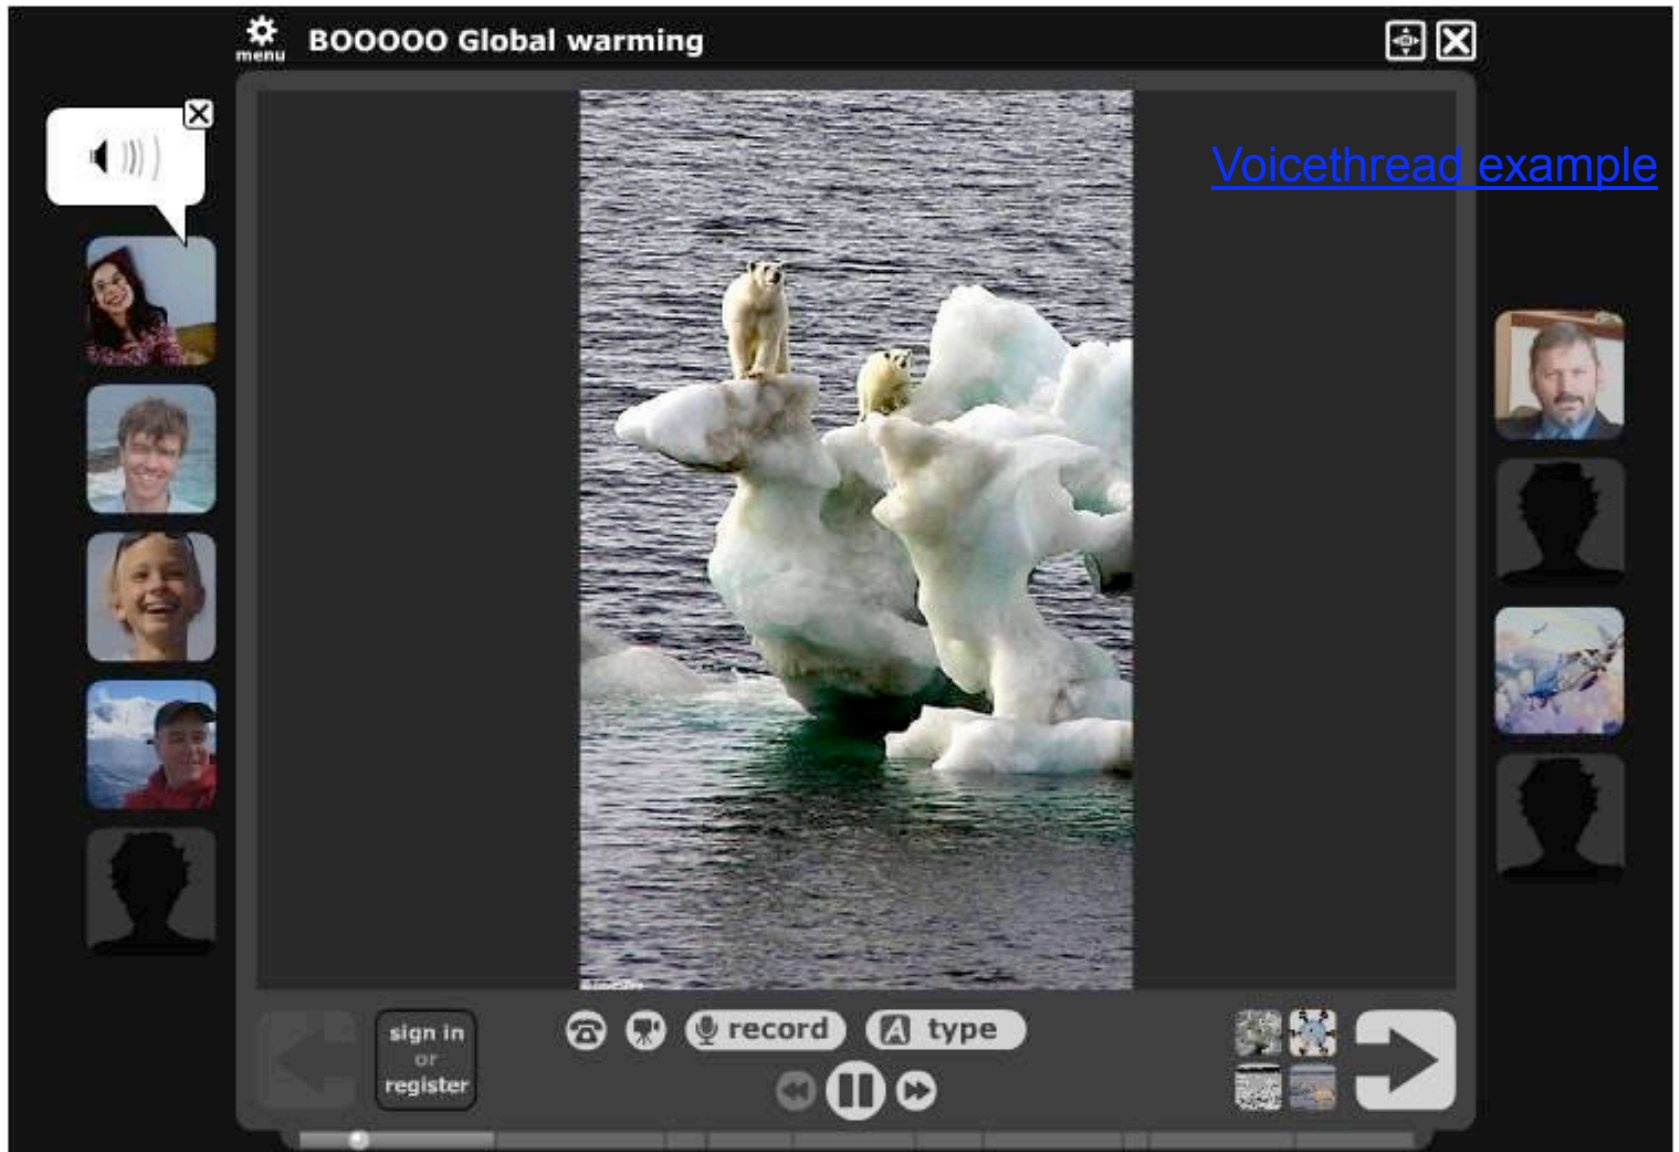 menu
BOOOOO Global warming
Voicethread example
sign in
or
register
record
A type